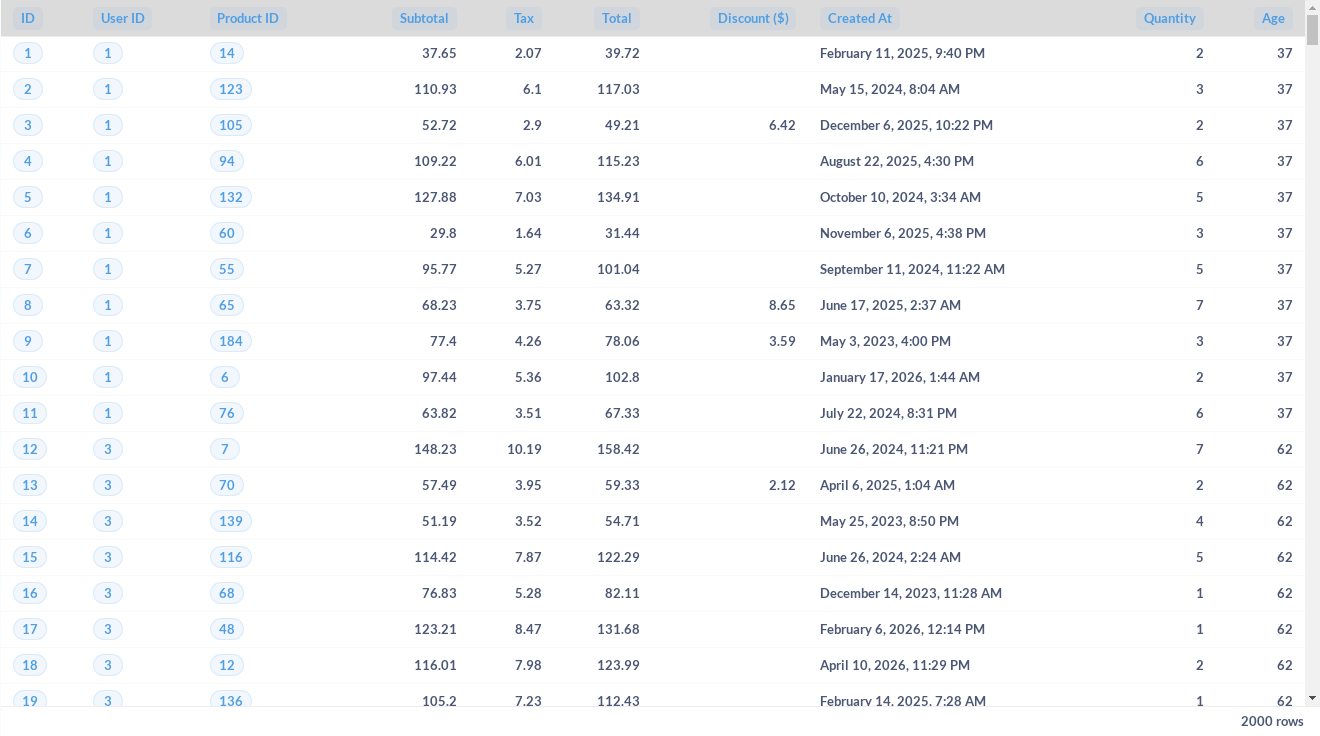 ID User ID Product ID Subtotal Tax Total Discount ($) Created At Quantity Age
1 1 14 37.65 2.07 39.72 February 11, 2025, 9:40 PM 2 37
2 1 123 110.93 6.1 117.03 May 15, 2024, 8:04 AM 3 37
3 1 105 52.72 2.9 49.21 6.42 December 6, 2025, 10:22 PM 2 37
4 1 94 109.22 6.01 115.23 August 22, 2025, 4:30 PM 6 37
5 1 132 127.88 7.03 134.91 October 10, 2024, 3:34 AM 5 37
6 1 60 29.8 1.64 31.44 November 6, 2025, 4:38 PM 3 37
7 1 55 95.77 5.27 101.04 September 11, 2024, 11:22 AM 5 37
8 1 65 68.23 3.75 63.32 8.65 June 17, 2025, 2:37 AM 7 37
9 1 184 77.4 4.26 78.06 3.59 May 3, 2023, 4:00 PM 3 37
10 1 6 97.44 5.36 102.8 January 17, 2026, 1:44 AM 2 37
11 1 76 63.82 3.51 67.33 July 22, 2024, 8:31 PM 6 37
12 3 7 148.23 10.19 158.42 June 26, 2024, 11:21 PM 7 62
13 3 70 57.49 3.95 59.33 2.12 April 6, 2025, 1:04 AM 2 62
14 3 139 51.19 3.52 54.71 May 25, 2023, 8:50 PM 4 62
15 3 116 114.42 7.87 122.29 June 26, 2024, 2:24 AM 5 62
16 3 68 76.83 5.28 82.11 December 14, 2023, 11:28 AM 1 62
17 3 48 123.21 8.47 131.68 February 6, 2026, 12:14 PM 1 62
18 3 12 116.01 7.98 123.99 April 10, 2026, 11:29 PM 2 62
19 3 136 105.2 7.23 112.43 February 14, 2025, 7:28 AM 1 62
2000 rows